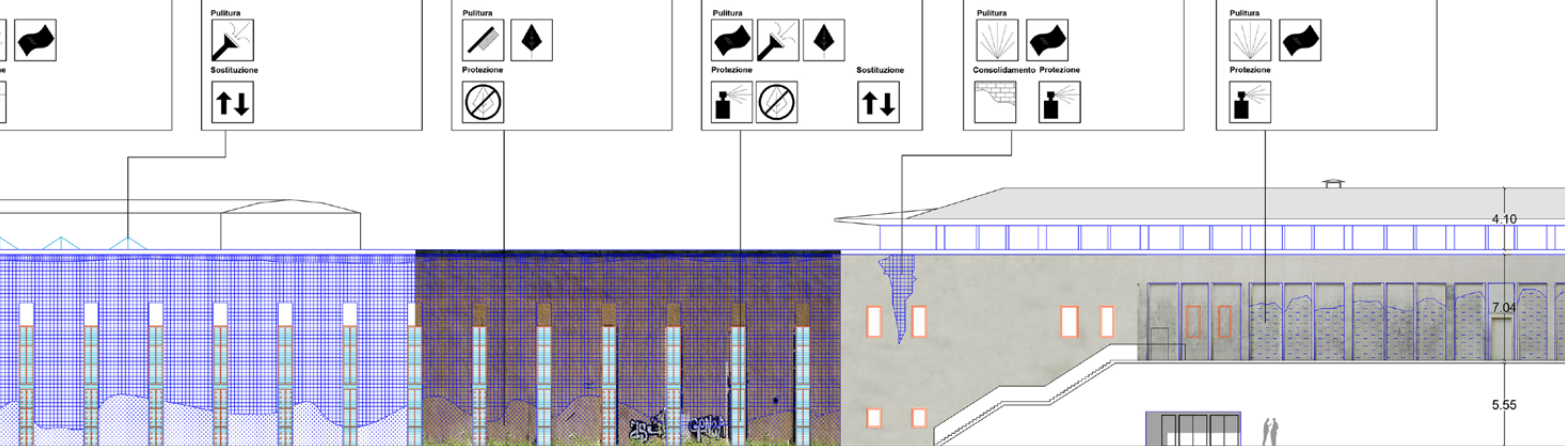 Pulitura
Sostituzione
Pulitura
Protezione
Pulitura
Protezione Sostituzione
Pulitura
Consolidamento Protezione
Pulitura
Protezione
4.10
7.04
5.55